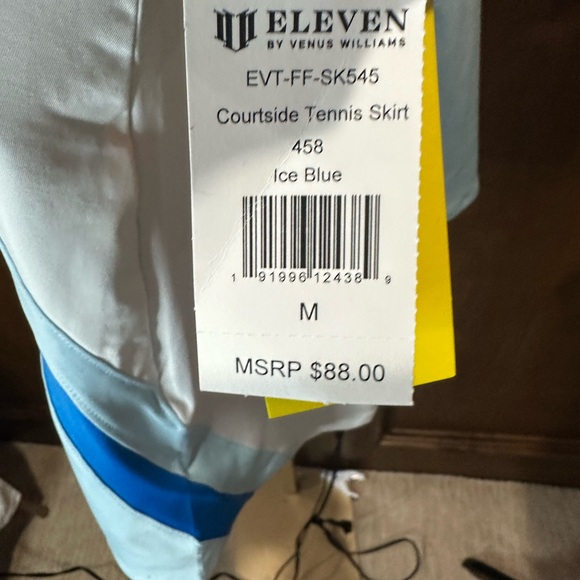 ELEVEN
BY VENUS WILLIAMS
EVT-FF-SK545
Courtside Tennis Skirt
458
Ice Blue
1 91996 12438 9
M
MSRP $88.00